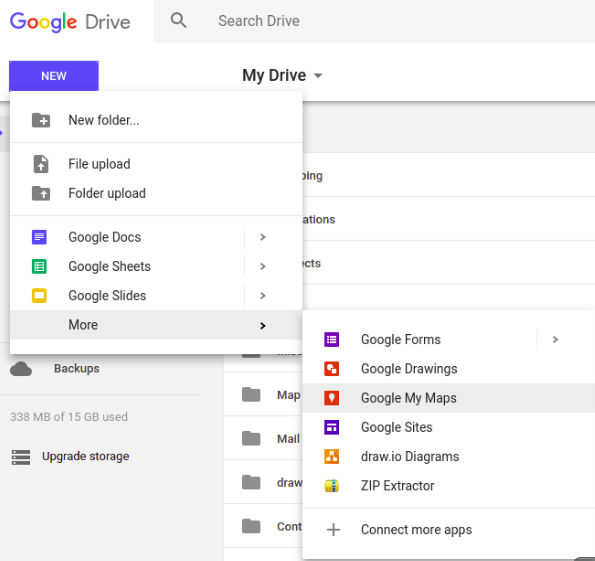 Google Drive
Search Drive
NEW
My Drive
New folder...
File upload
Folder upload
Google Docs
Google Sheets
Google Slides
More
Google Forms
Google Drawings
Google My Maps
Google Sites
draw.io Diagrams
ZIP Extractor
Connect more apps
Backups
338 MB of 15 GB used
Upgrade storage
ping
ations
ects
Map
Mail
draw
Cont